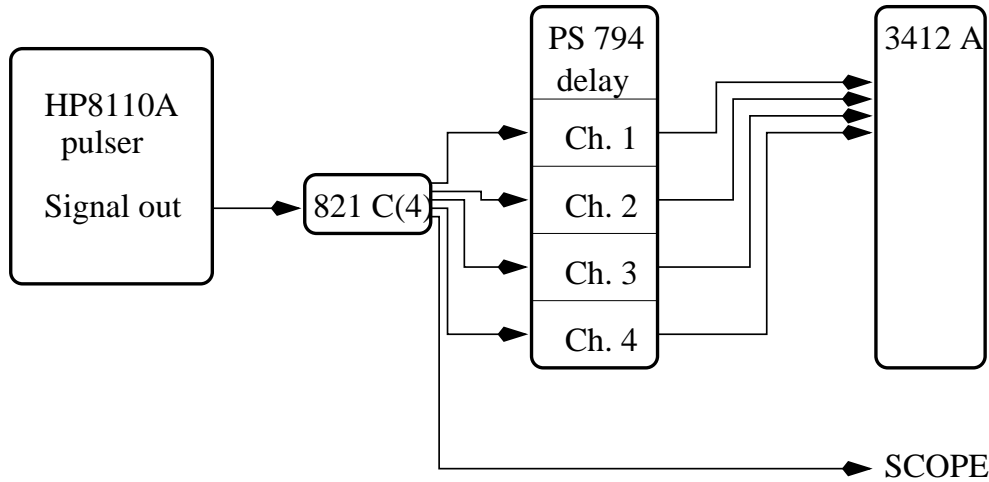 HP8110A
pulser
Signal out
821 C(4)
PS 794
delay
Ch. 1
Ch. 2
Ch. 3
Ch. 4
3412 A
SCOPE